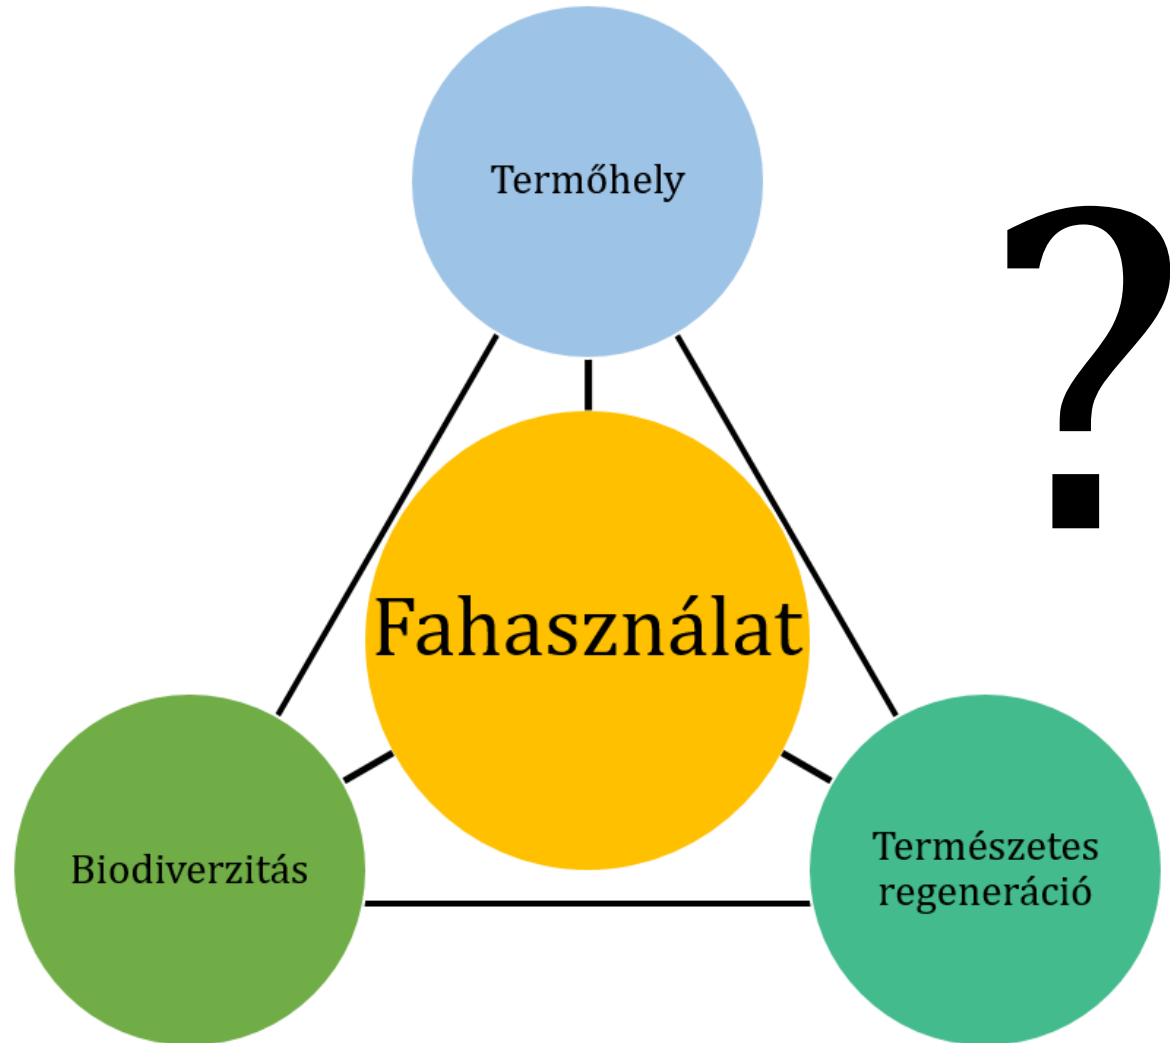 Termőhely
?
Fahasználat
Biodiverzitás
Természetes
regeneráció